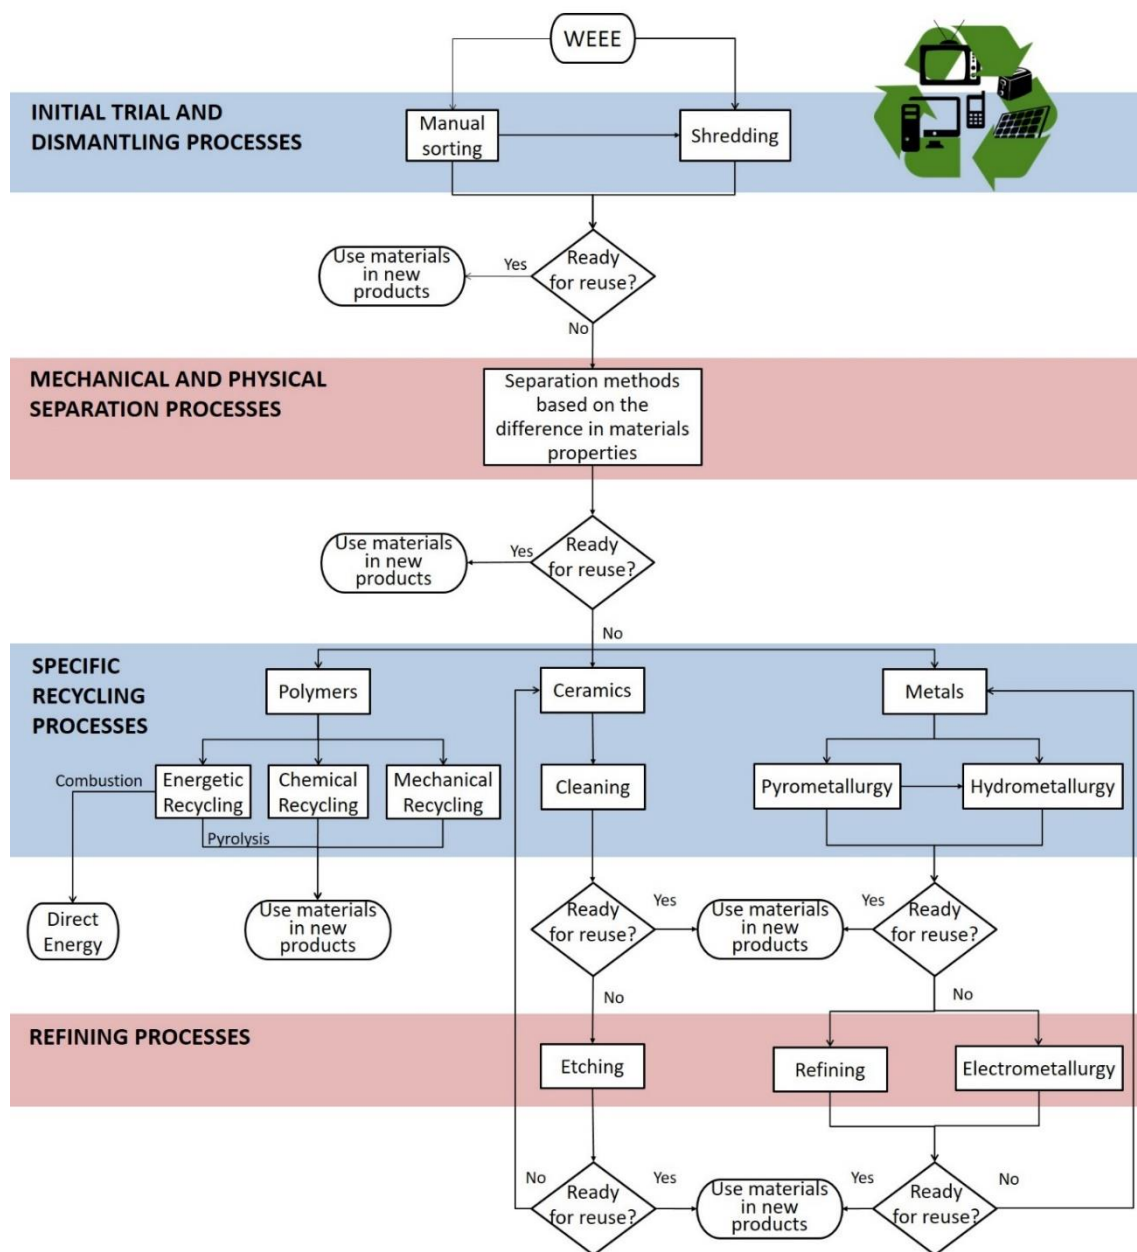 WEEE
INITIAL TRIAL AND
DISMANTLING PROCESSES
Manual
sorting
Shredding
Ready
for reuse?
Yes
Use materials
in new
products
No
MECHANICAL AND PHYSICAL
SEPARATION PROCESSES
Separation methods
based on the
difference in materials
properties
Ready
for reuse?
Yes
Use materials
in new
products
No
SPECIFIC
RECYCLING
PROCESSES
Polymers
Ceramics
Metals
Combustion
Energetic
Recycling
Chemical
Recycling
Mechanical
Recycling
Cleaning
Pyrometallurgy
Hydrometallurgy
Pyrolysis
Direct
Energy
Use materials
in new
products
Ready
for reuse?
Yes
Use materials
in new
products
Yes
Ready
for reuse?
No
No
REFINING PROCESSES
Etching
Refining
Electrometallurgy
No
Ready
for reuse?
Yes
Use materials
in new
products
Yes
Ready
for reuse?
No